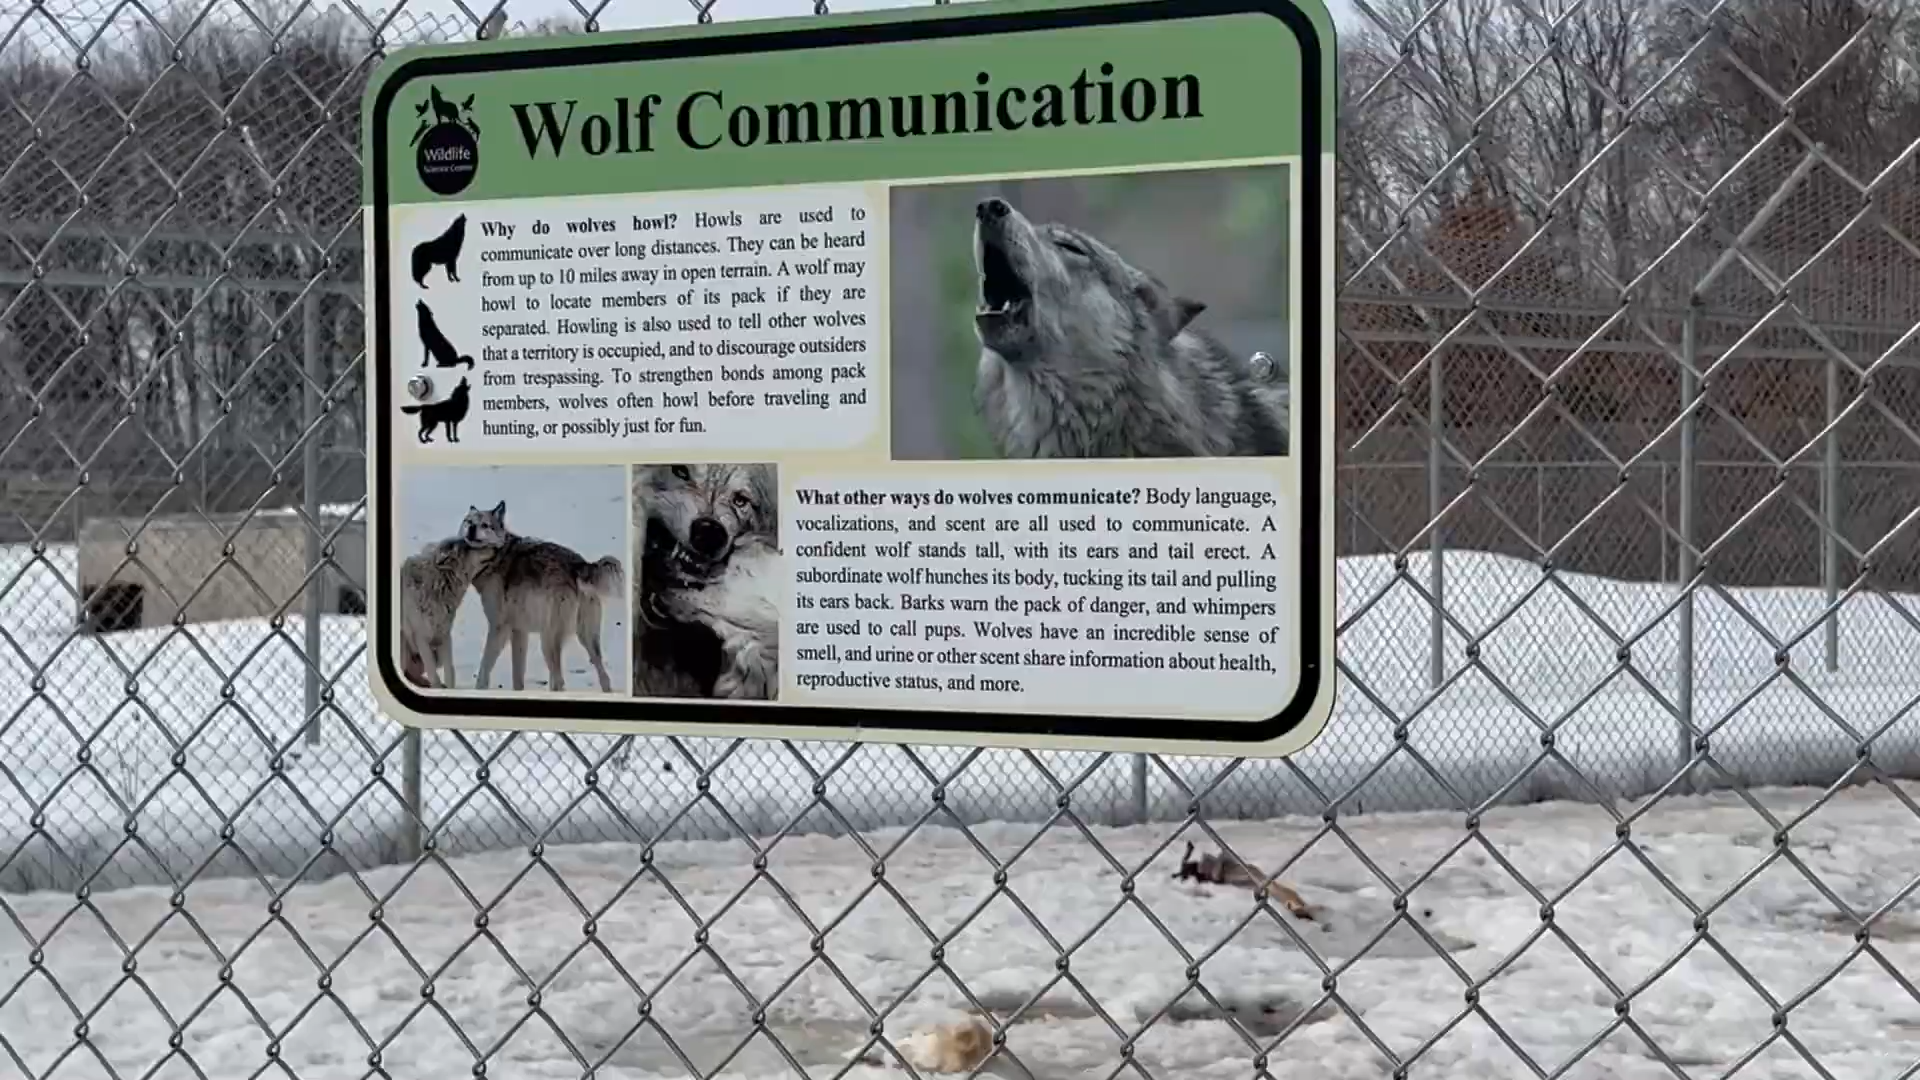 Wolf Communication
Wildlife
Science Center
Why do wolves howl? Howls are used to
communicate over long distances. They can be heard
from up to 10 miles away in open terrain. A wolf may
howl to locate members of its pack if they are
separated. Howling is also used to tell other wolves
that a territory is occupied, and to discourage outsiders
from trespassing. To strengthen bonds among pack
members, wolves often howl before traveling and
hunting, or possibly just for fun.
What other ways do wolves communicate? Body language,
vocalizations, and scent are all used to communicate. A
confident wolf stands tall, with its ears and tail erect. A
subordinate wolf hunches its body, tucking its tail and pulling
its ears back. Barks warn the pack of danger, and whimpers
are used to call pups. Wolves have an incredible sense of
smell, and urine or other scent share information about health,
reproductive status, and more.